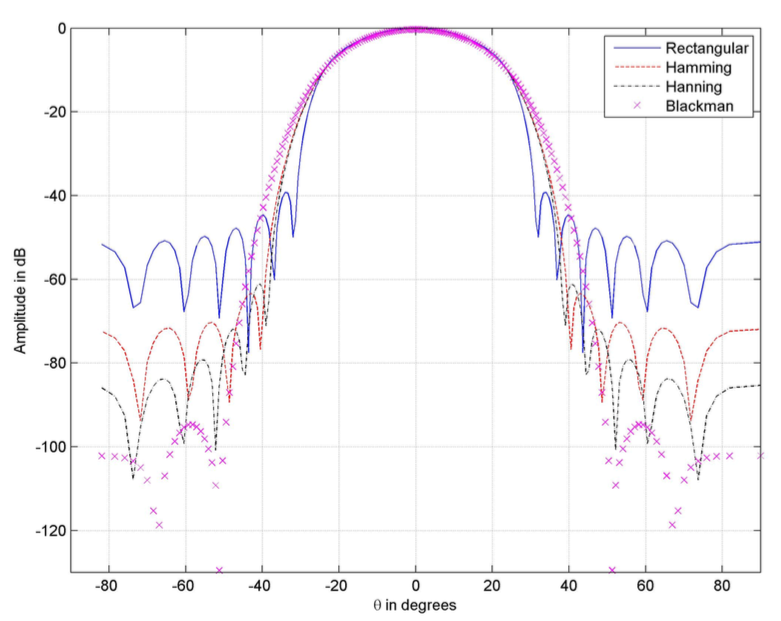 0
-20
-40
-60
-80
-100
-120
Amplitude in dB
Rectangular
Hamming
Hanning
Blackman
-80 -60 -40 -20 0 20 40 60 80
θ in degrees